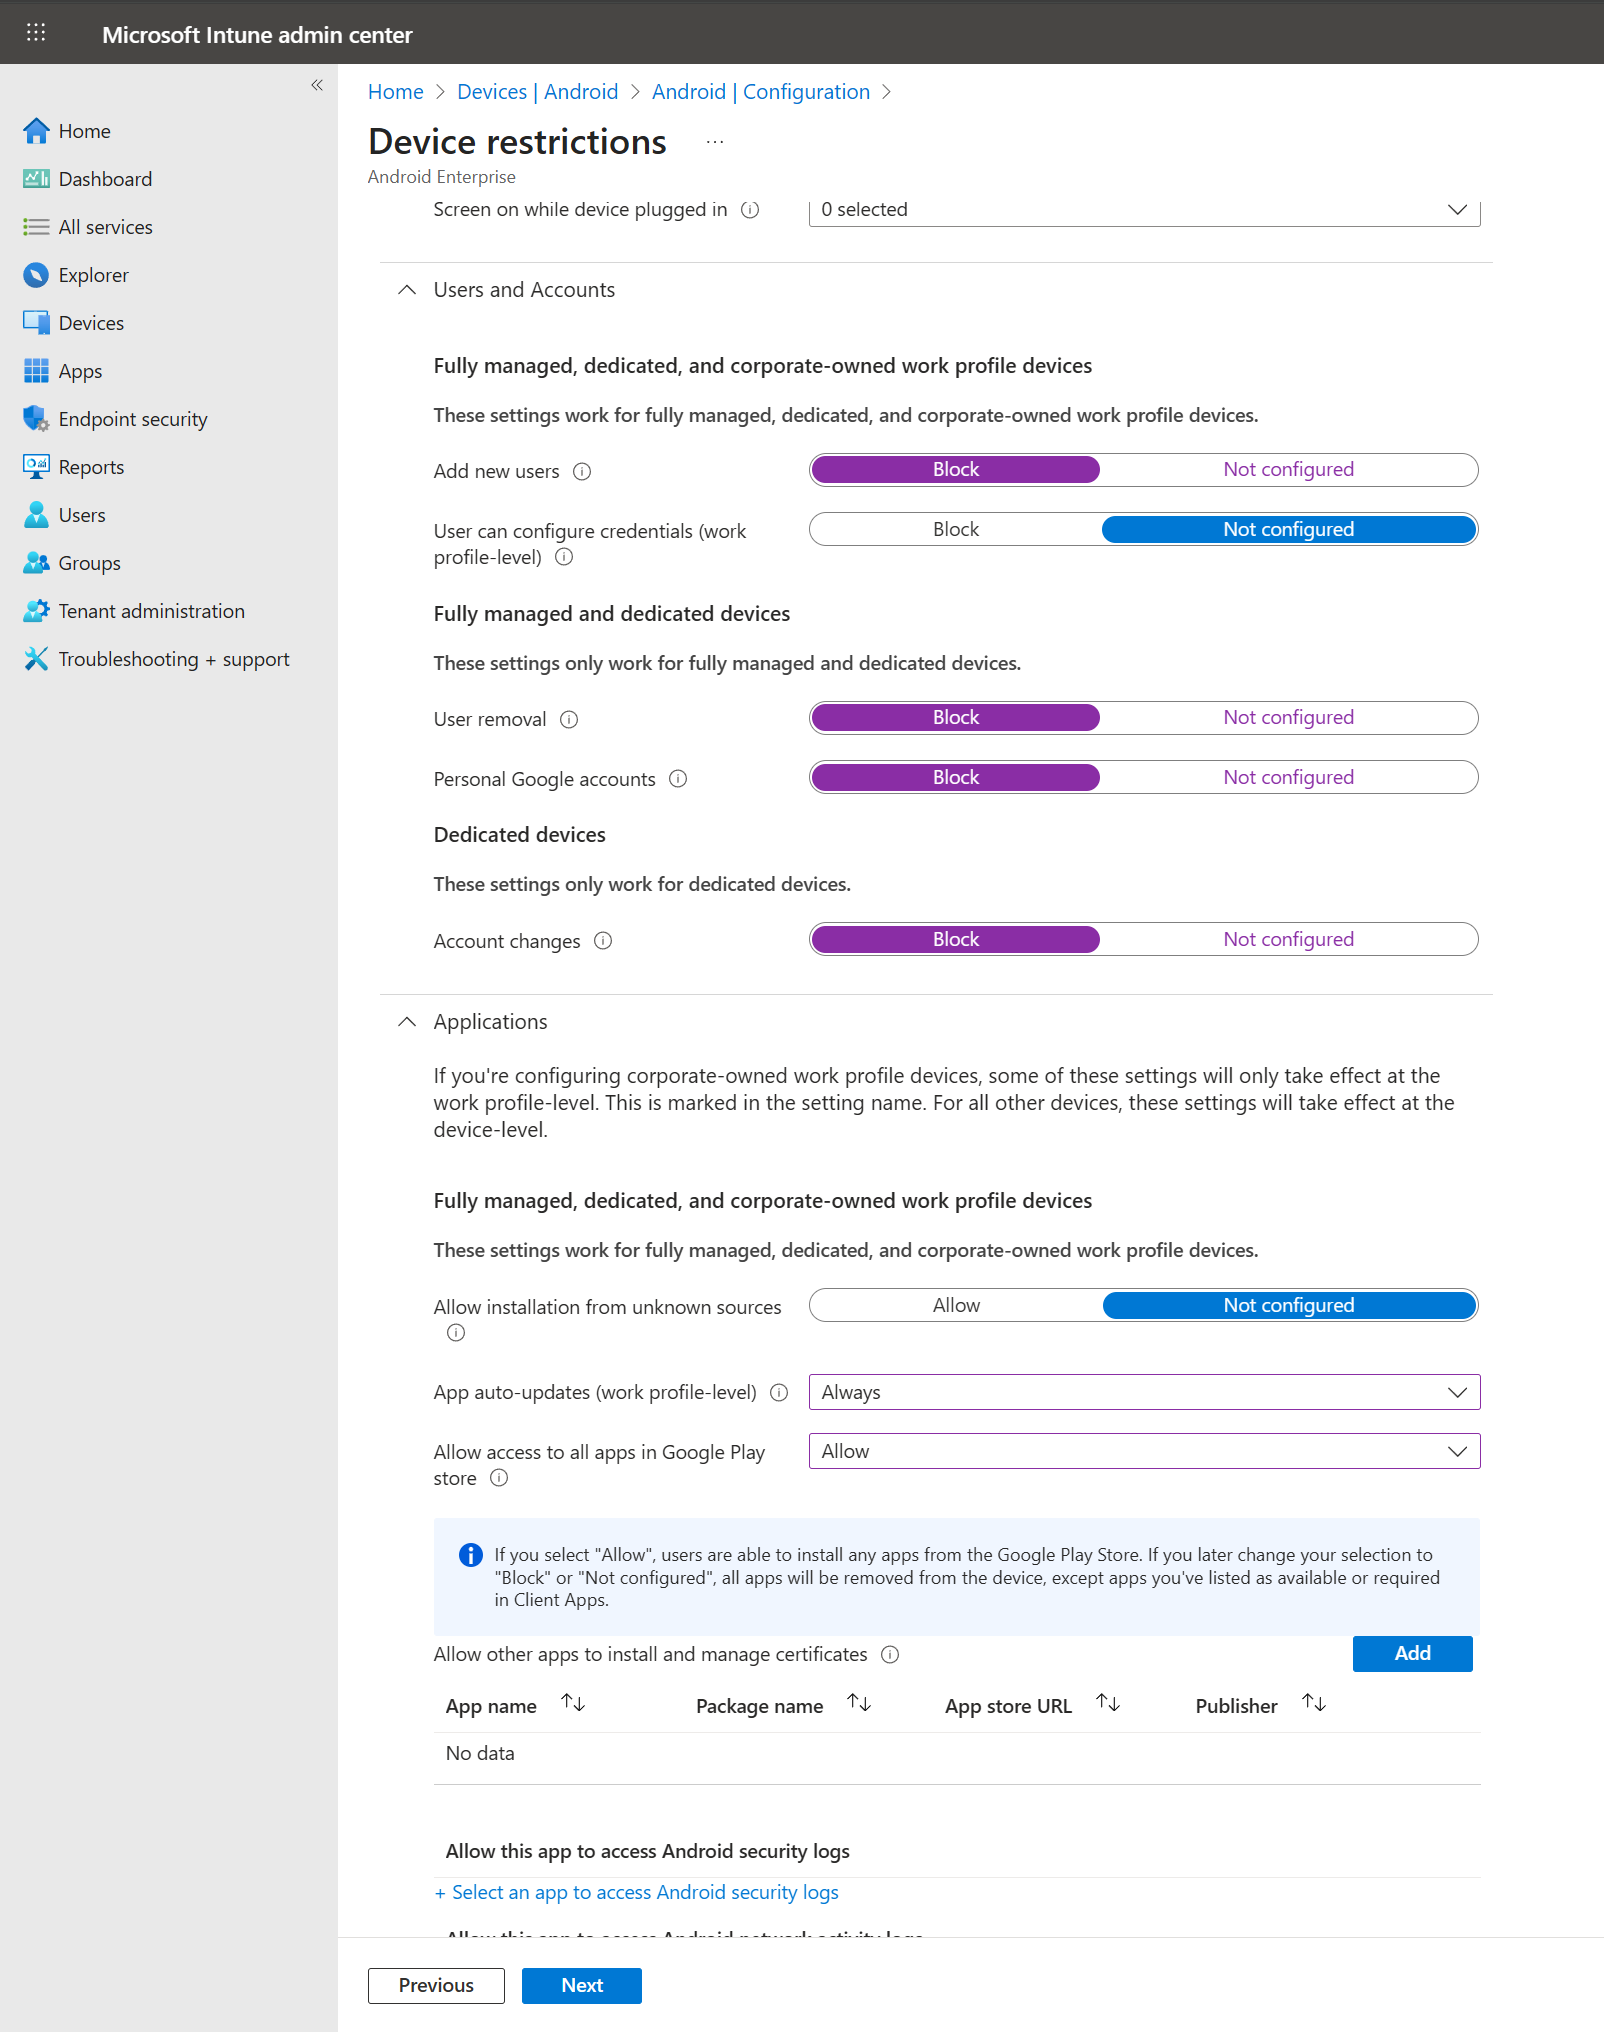 Microsoft Intune admin center
Home
Dashboard
All services
Explorer
Devices
Apps
Endpoint security
Reports
Users
Groups
Tenant administration
Troubleshooting + support
Home > Devices | Android > Android | Configuration >
Device restrictions ...
Android Enterprise
Screen on while device plugged in
0 selected
Users and Accounts
Fully managed, dedicated, and corporate-owned work profile devices
These settings work for fully managed, dedicated, and corporate-owned work profile devices.
Add new users
Block Not configured
User can configure credentials (work
profile-level)
Block Not configured
Fully managed and dedicated devices
These settings only work for fully managed and dedicated devices.
User removal
Block Not configured
Personal Google accounts
Block Not configured
Dedicated devices
These settings only work for dedicated devices.
Account changes
Block Not configured
Applications
If you're configuring corporate-owned work profile devices, some of these settings will only take effect at the
work profile-level. This is marked in the setting name. For all other devices, these settings will take effect at the
device-level.
Fully managed, dedicated, and corporate-owned work profile devices
These settings work for fully managed, dedicated, and corporate-owned work profile devices.
Allow installation from unknown sources
Allow Not configured
App auto-updates (work profile-level)
Always
Allow access to all apps in Google Play
store
Allow
If you select "Allow", users are able to install any apps from the Google Play Store. If you later change your selection to
"Block" or "Not configured", all apps will be removed from the device, except apps you've listed as available or required
in Client Apps.
Allow other apps to install and manage certificates
Add
App name Package name App store URL Publisher
No data
Allow this app to access Android security logs
+ Select an app to access Android security logs
Allow this app to access Android network activity logs
Previous Next